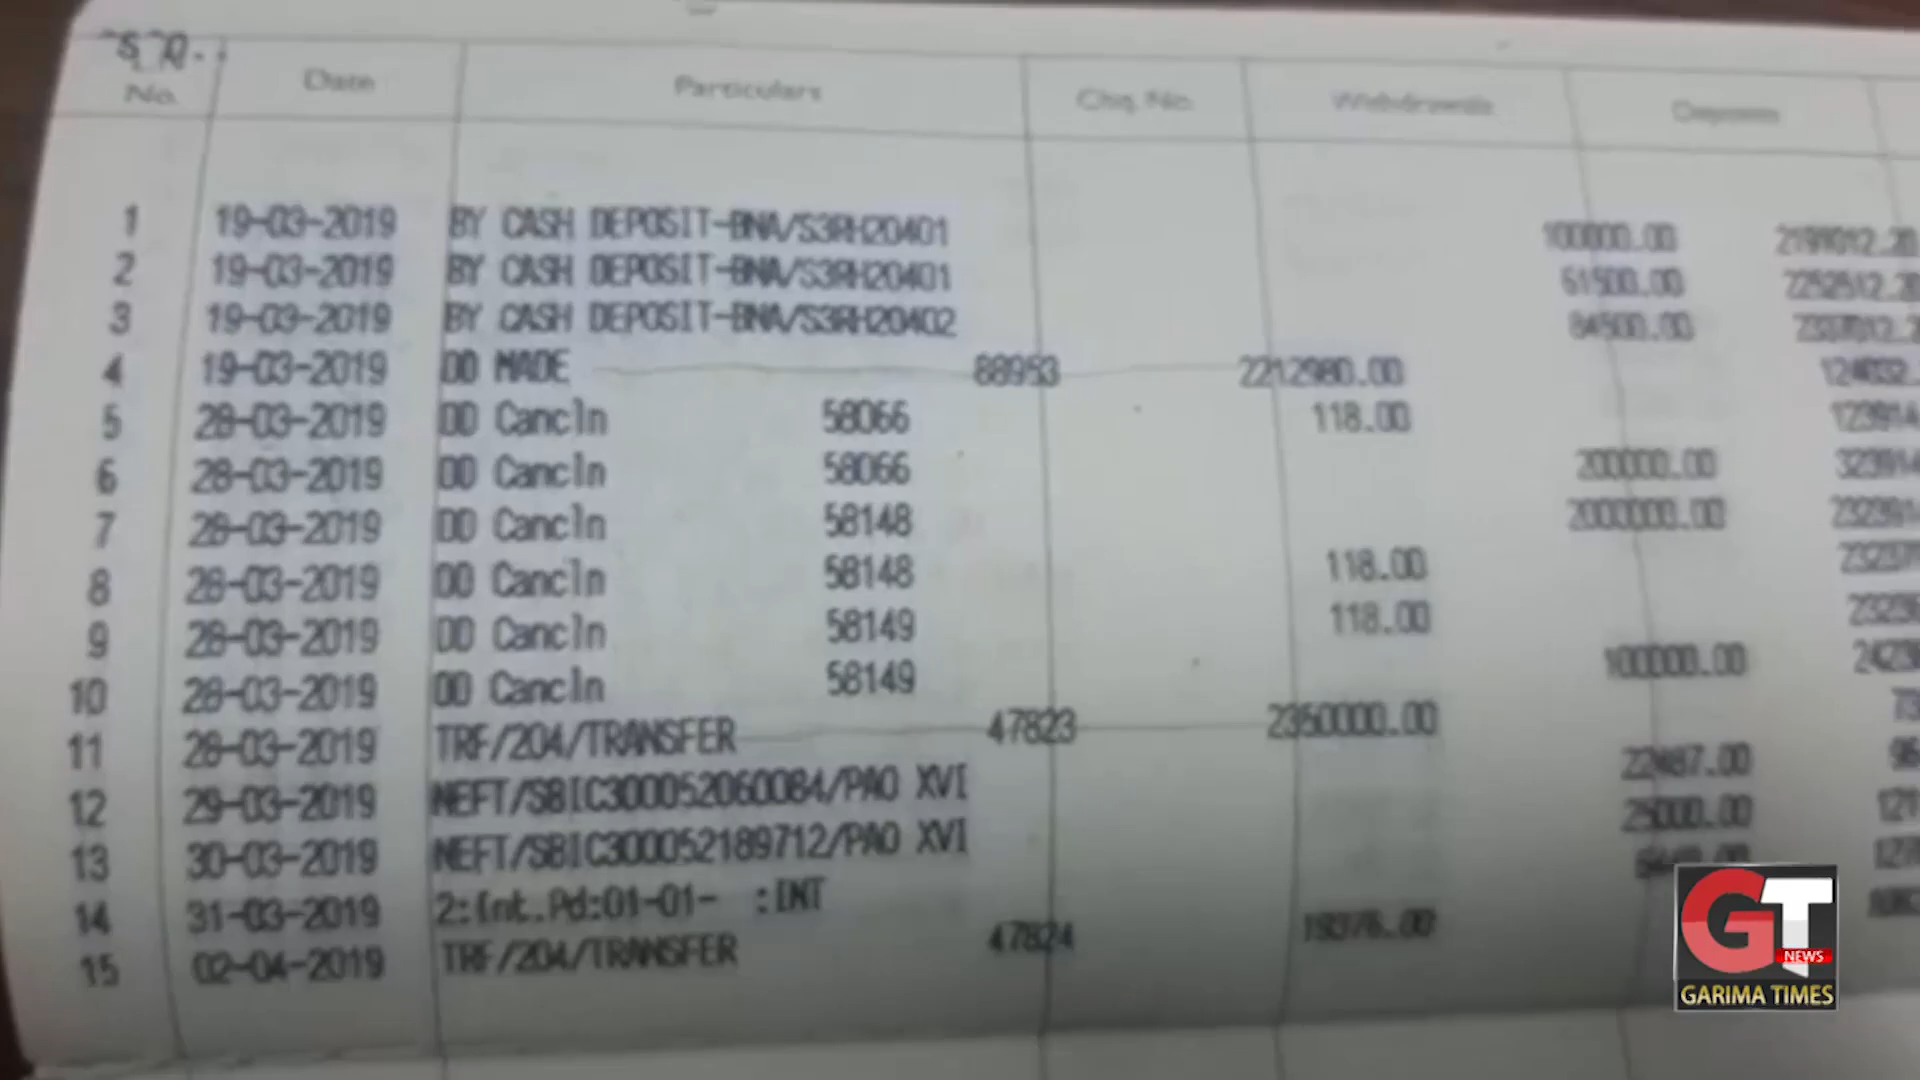 No. Date Particulars Chq. No. Withdrawals Deposits
1 19-03-2019 BY CASH DEPOSIT-BNA/S3RH20401 100000.00
2 19-03-2019 BY CASH DEPOSIT-BNA/S3RH20401 61500.00 2252512.20
3 19-03-2019 BY CASH DEPOSIT-BNA/S3RH20402 84500.00 2337012.2
4 19-03-2019 DD MADE 88953 2212980.00 124032.
5 28-03-2019 DD Cancln 58066 118.00 123914
6 28-03-2019 DD Cancln 58066 200000.00 323914
7 28-03-2019 DD Cancln 58148 2000000.00 2323914
8 28-03-2019 DD Cancln 58148 118.00
9 28-03-2019 DD Cancln 58149 118.00
10 28-03-2019 DD Cancln 58149 100000.00
11 28-03-2019 TRF/204/TRANSFER 47823 2350000.00
12 29-03-2019 NEFT/SBIC300052060084/PAO XVI 22487.00
13 30-03-2019 NEFT/SBIC300052189712/PAO XVI 25000.00
14 31-03-2019 2:Int.Pd:01-01- :INT
15 02-04-2019 TRF/204/TRANSFER 47824
GT
NEWS
GARIMA TIMES